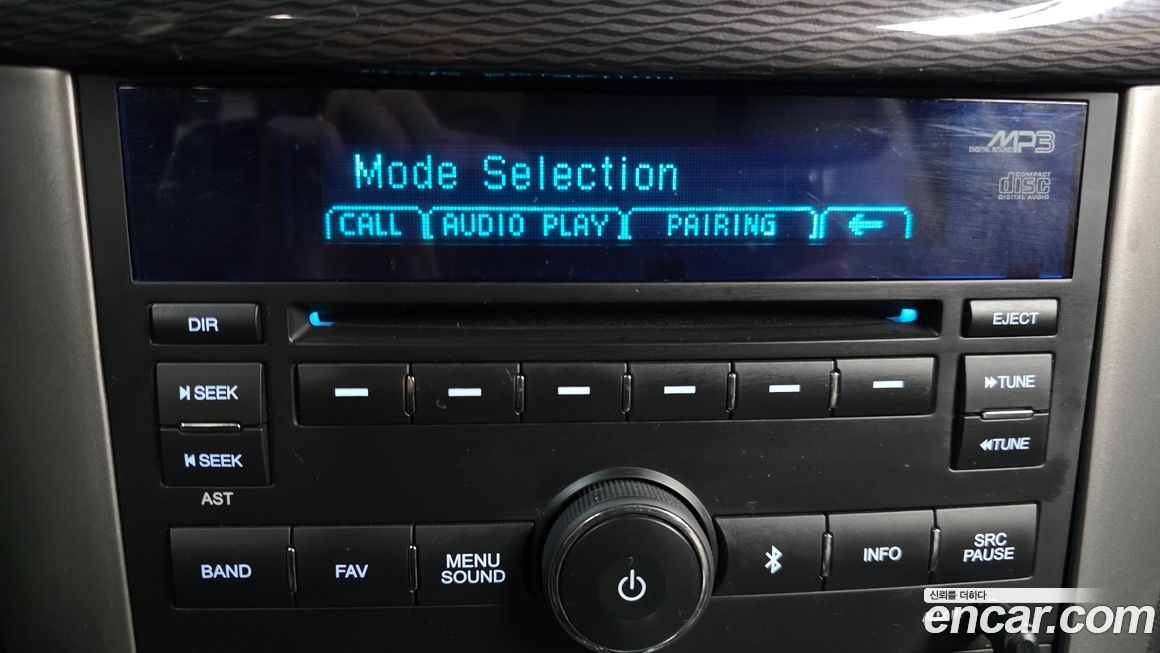 Mode Selection
CALL AUDIO PLAY PAIRING
MP3
DIGITAL SOUND
COMPACT
disc
DIGITAL AUDIO
DIR
EJECT
SEEK
TUNE
SEEK
TUNE
AST
BAND
FAV
MENU
SOUND
INFO
SRC
PAUSE
신뢰를 더하다
encar.com